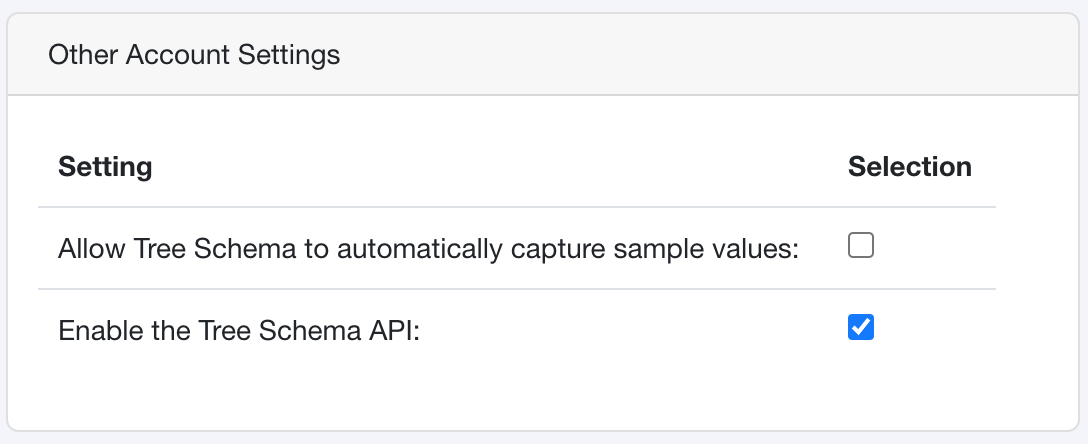 Other Account Settings
Setting Selection
Allow Tree Schema to automatically capture sample values:
Enable the Tree Schema API: